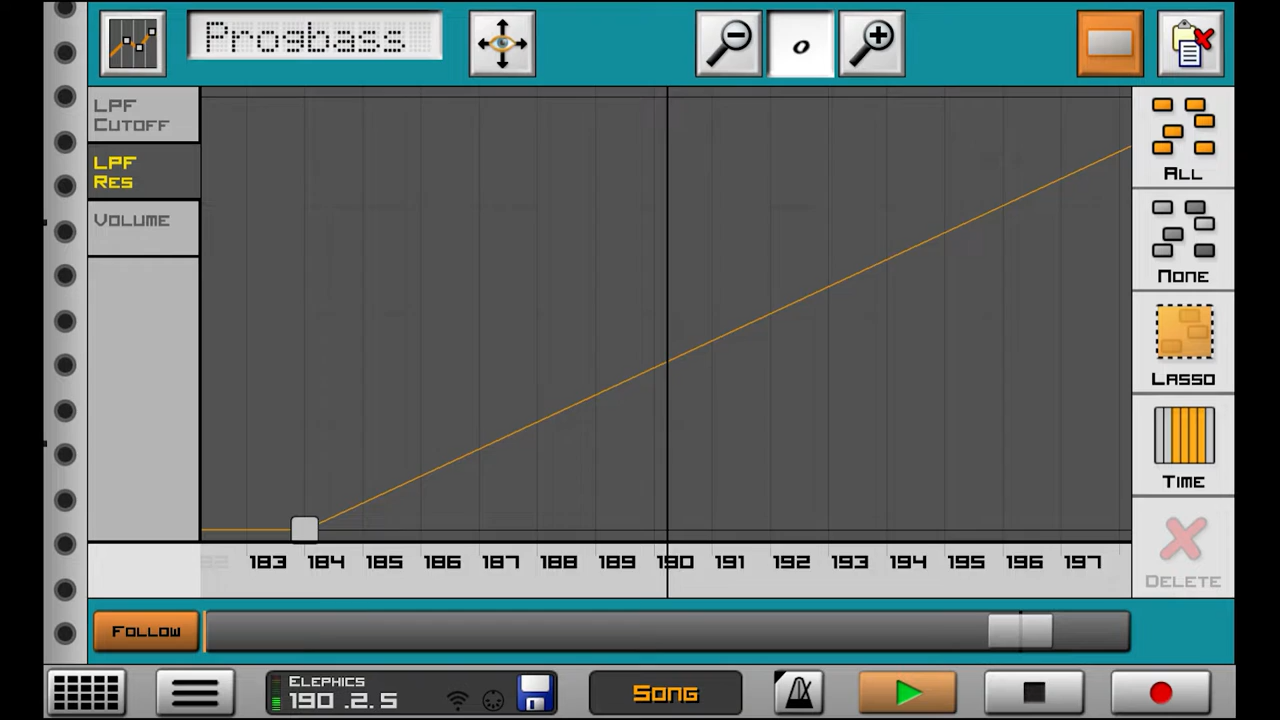 Progbass
o
LPF
Cutoff
LPF
Res
Volume
All
None
Lasso
Time
Delete
183 184 185 186 187 188 189 190 191 192 193 194 195 196 197
Follow
Elephics
190 .2.5
Song